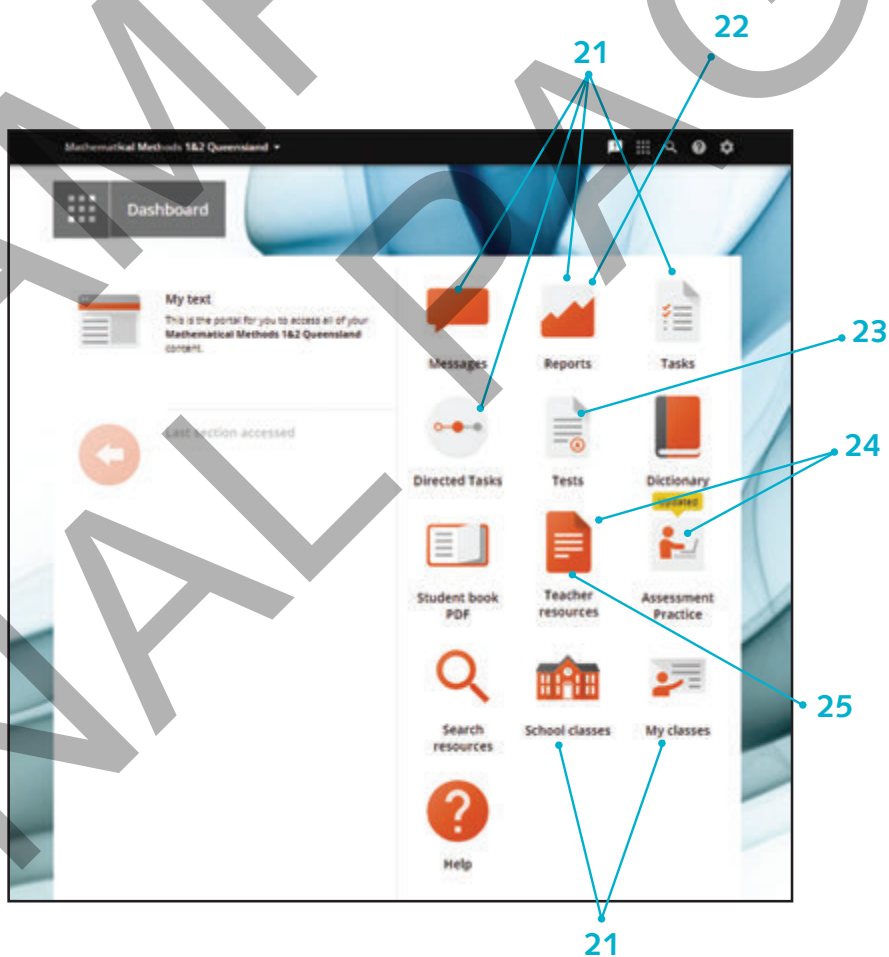 22
21
Mathematical Methods 1&2 Queensland
Dashboard
My text
This is the portal for you to access all of your
Mathematical Methods 1&2 Queensland
content.
Last section accessed
Messages
Reports
Tasks
23
Directed Tasks
Tests
Dictionary
24
Updated
Student book
PDF
Teacher
resources
Assessment
Practice
25
Search
resources
School classes
My classes
?
Help
21